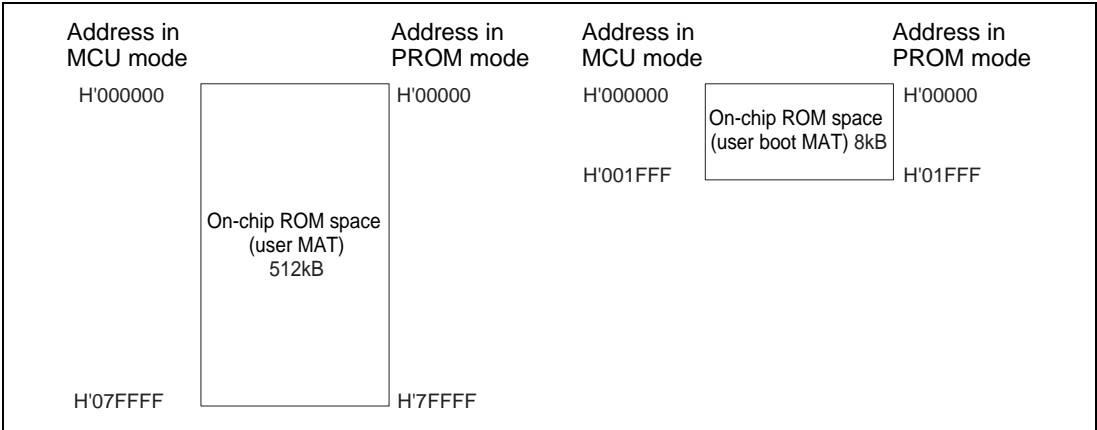 Address in
MCU mode
Address in
PROM mode
H'000000
H'00000
On-chip ROM space
(user MAT)
512kB
H'07FFFF
H'7FFFF
Address in
MCU mode
Address in
PROM mode
H'000000
H'00000
On-chip ROM space
(user boot MAT) 8kB
H'001FFF
H'01FFF